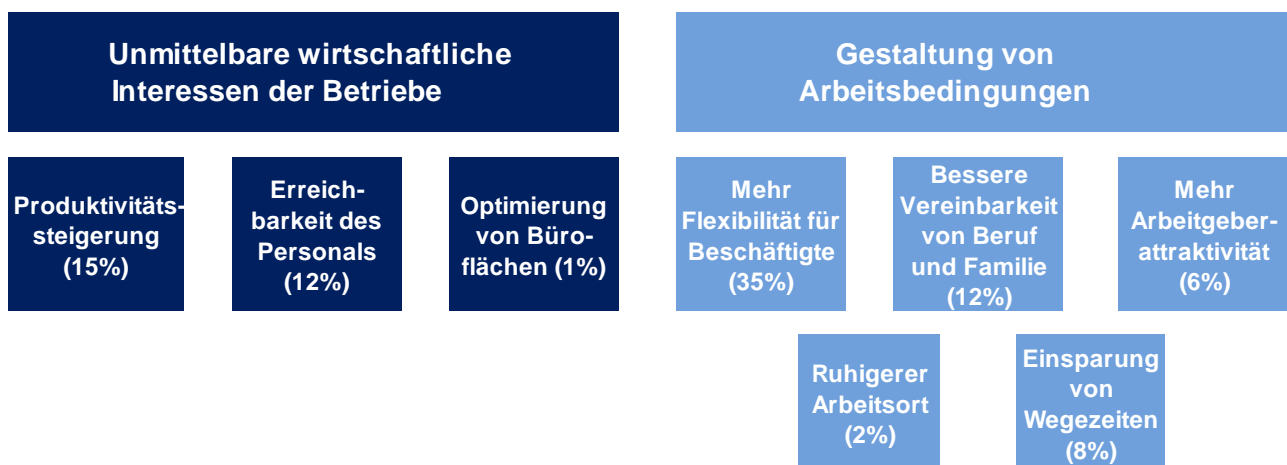 Unmittelbare wirtschaftliche
Interessen der Betriebe
Gestaltung von
Arbeitsbedingungen
Produktivitäts-
steigerung
(15%)
Erreich-
barkeit des
Personals
(12%)
Optimierung
von Büro-
flächen (1%)
Mehr
Flexibilität für
Beschäftigte
(35%)
Bessere
Vereinbarkeit
von Beruf
und Familie
(12%)
Mehr
Arbeitgeber-
attraktivität
(6%)
Ruhigerer
Arbeitsort
(2%)
Einsparung
von
Wegezeiten
(8%)